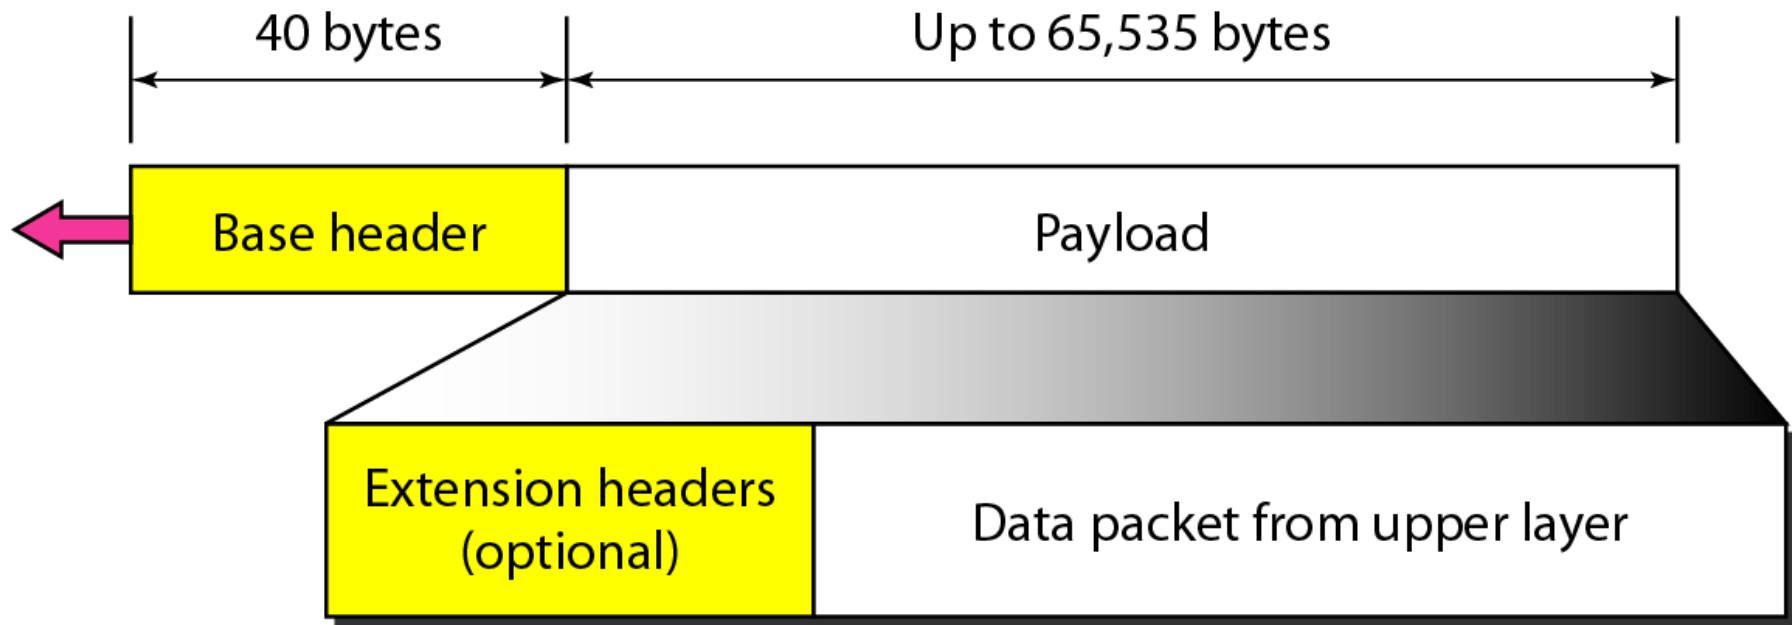 40 bytes
Up to 65,535 bytes
Base header
Payload
Extension headers
(optional)
Data packet from upper layer